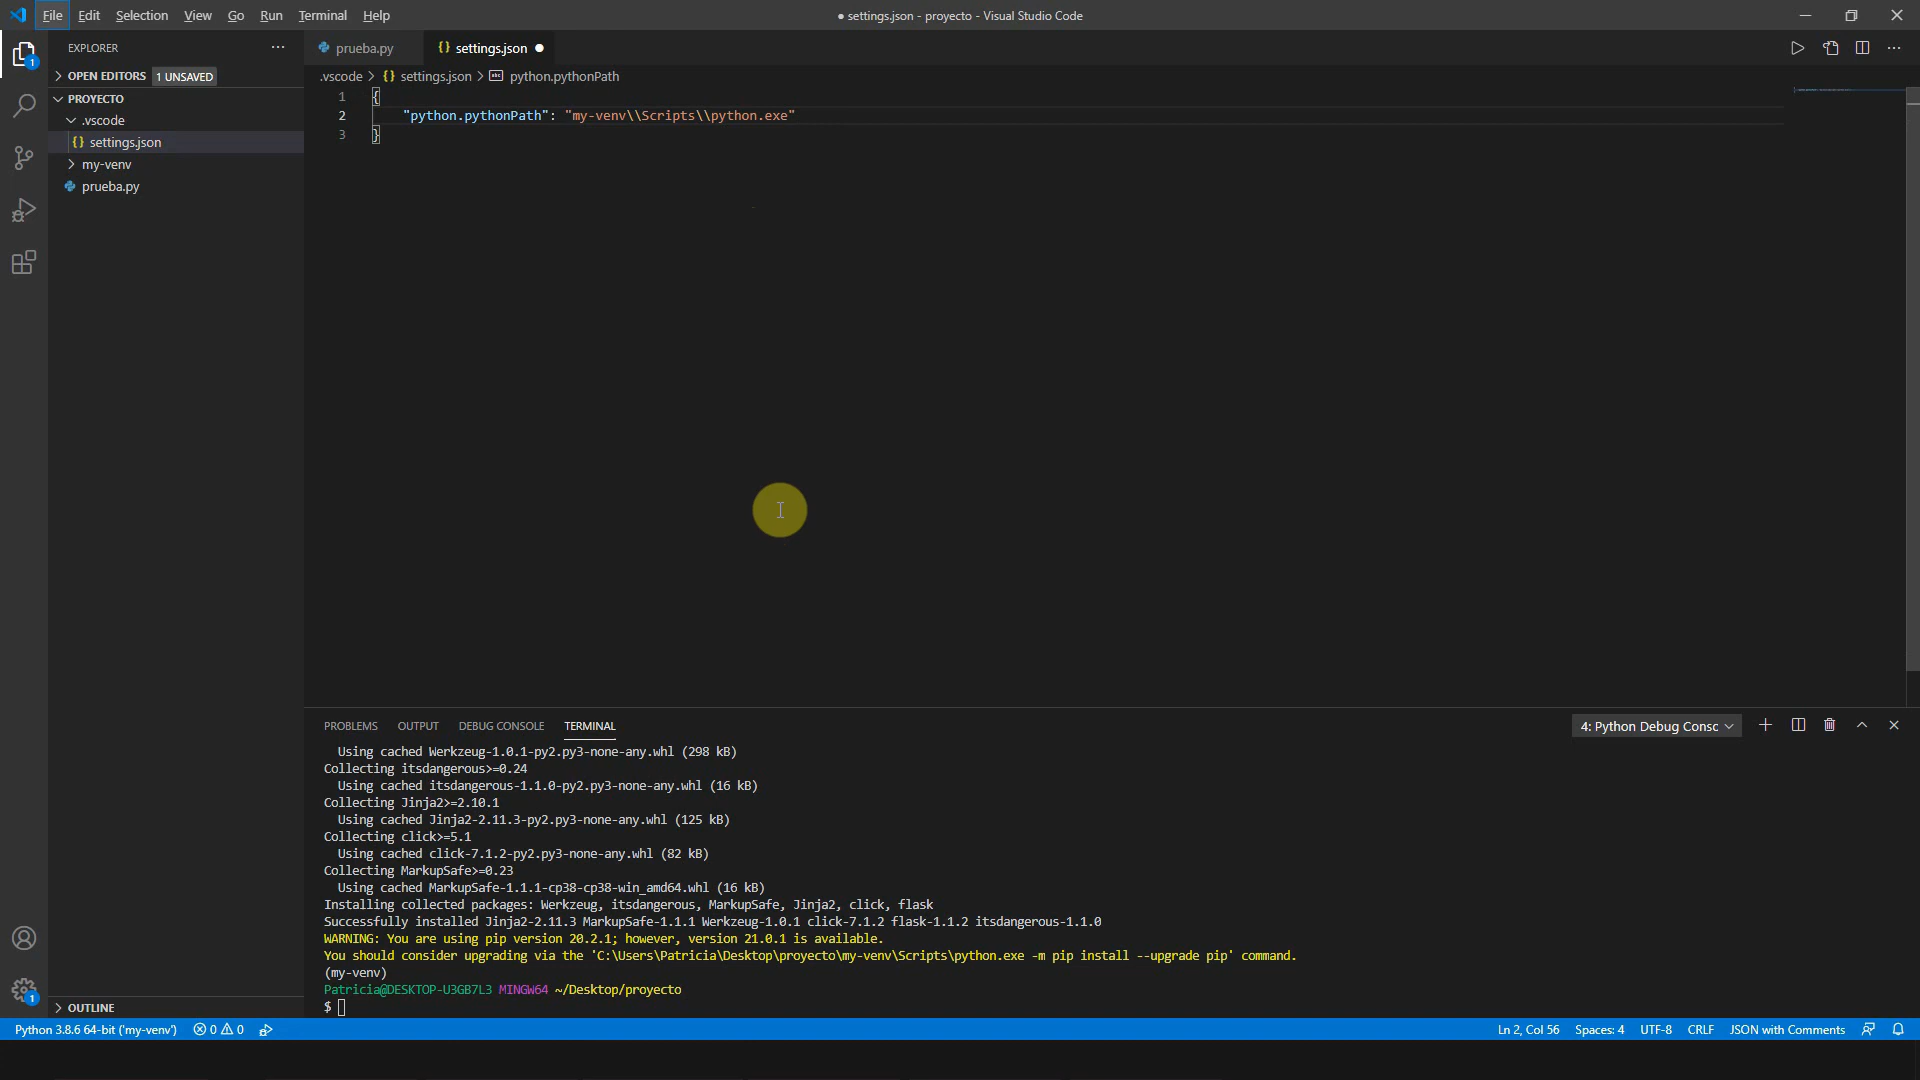 File Edit Selection View Go Run Terminal Help
● settings.json - proyecto - Visual Studio Code
EXPLORER
OPEN EDITORS 1 UNSAVED
PROYECTO
.vscode
{} settings.json
my-venv
prueba.py
OUTLINE
prueba.py
{} settings.json ●
.vscode > {} settings.json > abc python.pythonPath
1 {
2 "python.pythonPath": "my-venv\\Scripts\\python.exe"
3 }
PROBLEMS OUTPUT DEBUG CONSOLE TERMINAL
4: Python Debug Consc
Using cached Werkzeug-1.0.1-py2.py3-none-any.whl (298 kB)
Collecting itsdangerous>=0.24
Using cached itsdangerous-1.1.0-py2.py3-none-any.whl (16 kB)
Collecting Jinja2>=2.10.1
Using cached Jinja2-2.11.3-py2.py3-none-any.whl (125 kB)
Collecting click>=5.1
Using cached click-7.1.2-py2.py3-none-any.whl (82 kB)
Collecting MarkupSafe>=0.23
Using cached MarkupSafe-1.1.1-cp38-cp38-win_amd64.whl (16 kB)
Installing collected packages: Werkzeug, itsdangerous, MarkupSafe, Jinja2, click, flask
Successfully installed Jinja2-2.11.3 MarkupSafe-1.1.1 Werkzeug-1.0.1 click-7.1.2 flask-1.1.2 itsdangerous-1.1.0
WARNING: You are using pip version 20.2.1; however, version 21.0.1 is available.
You should consider upgrading via the 'C:\Users\Patricia\Desktop\proyecto\my-venv\Scripts\python.exe -m pip install --upgrade pip' command.
(my-venv)
Patricia@DESKTOP-U3GB7L3 MINGW64 ~/Desktop/proyecto
$
1
1
Python 3.8.6 64-bit ('my-venv') 0 0
Ln 2, Col 56 Spaces: 4 UTF-8 CRLF JSON with Comments